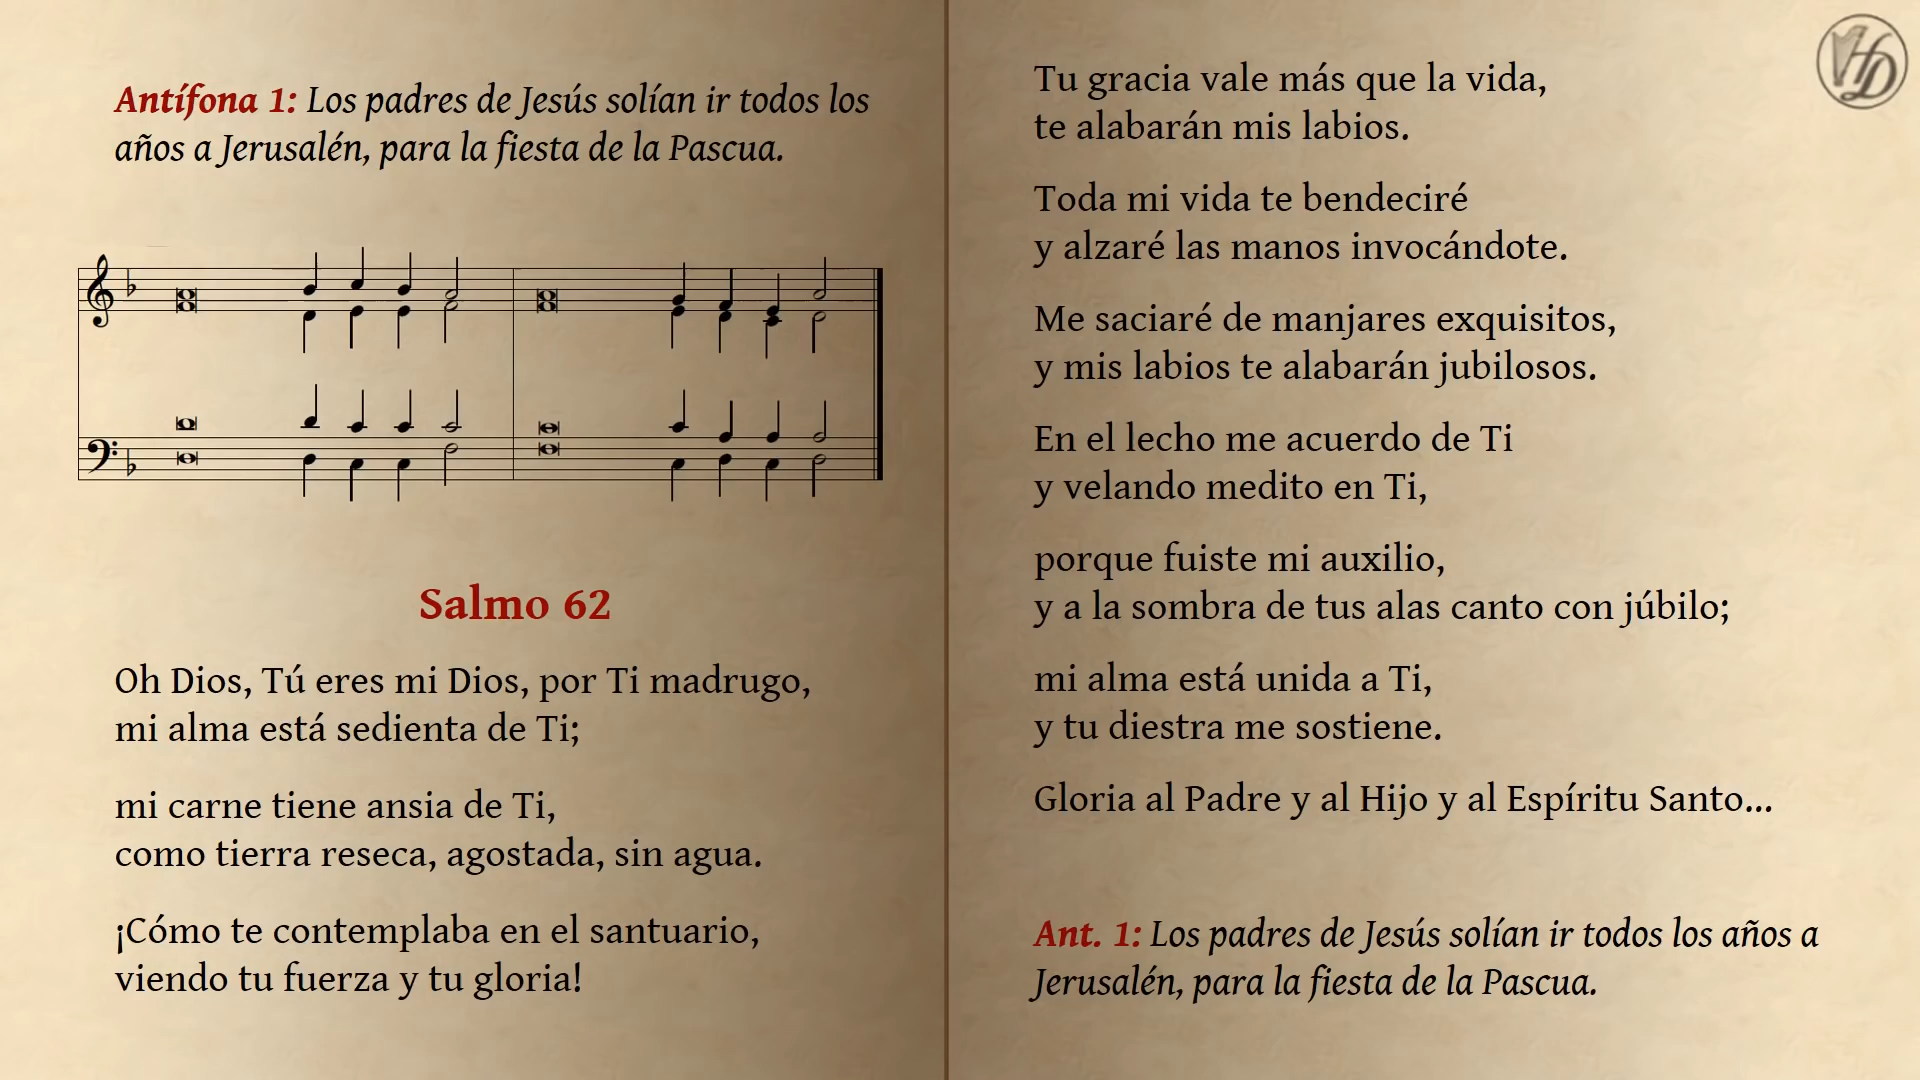 Antífona 1: Los padres de Jesús solían ir todos los
años a Jerusalén, para la fiesta de la Pascua.
Salmo 62
Oh Dios, Tú eres mi Dios, por Ti madrugo,
mi alma está sedienta de Ti;
mi carne tiene ansia de Ti,
como tierra reseca, agostada, sin agua.
¡Cómo te contemplaba en el santuario,
viendo tu fuerza y tu gloria!
Tu gracia vale más que la vida,
te alabarán mis labios.
Toda mi vida te bendeciré
y alzaré las manos invocándote.
Me saciaré de manjares exquisitos,
y mis labios te alabarán jubilosos.
En el lecho me acuerdo de Ti
y velando medito en Ti,
porque fuiste mi auxilio,
y a la sombra de tus alas canto con júbilo;
mi alma está unida a Ti,
y tu diestra me sostiene.
Gloria al Padre y al Hijo y al Espíritu Santo...
Ant. 1: Los padres de Jesús solían ir todos los años a
Jerusalén, para la fiesta de la Pascua.
HD